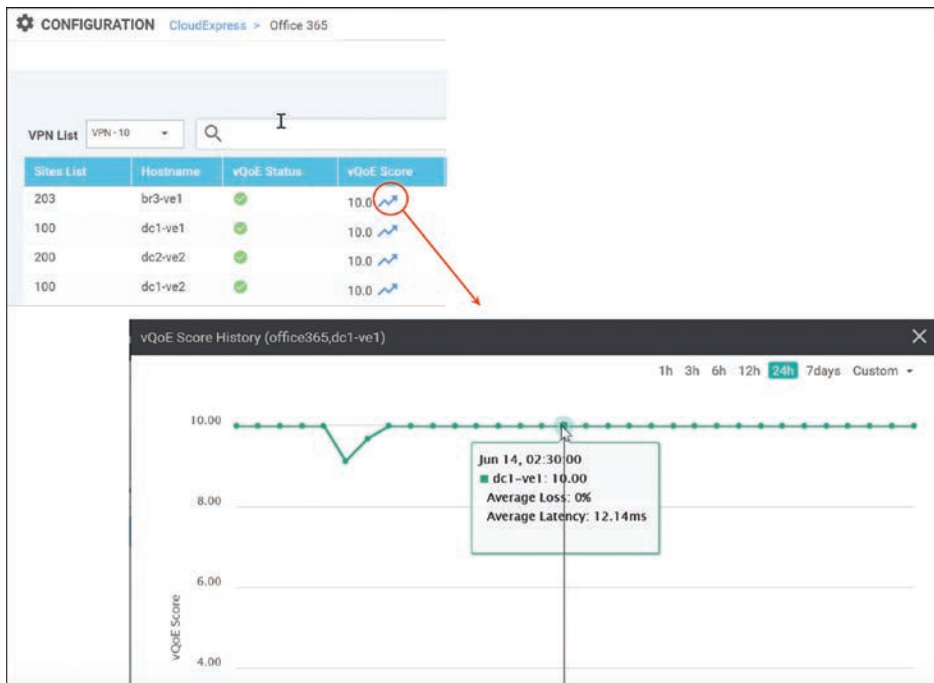 CONFIGURATION CloudExpress > Office 365
VPN List VPN - 10
Sites List Hostname vQoE Status vQoE Score
203 br3-ve1 10.0
100 dc1-ve1 10.0
200 dc2-ve2 10.0
100 dc1-ve2 10.0
vQoE Score History (office365,dc1-ve1)
1h 3h 6h 12h 24h 7days Custom
10.00
Jun 14, 02:30:00
dc1-ve1: 10.00
Average Loss: 0%
Average Latency: 12.14ms
8.00
6.00
vQoE Score
4.00